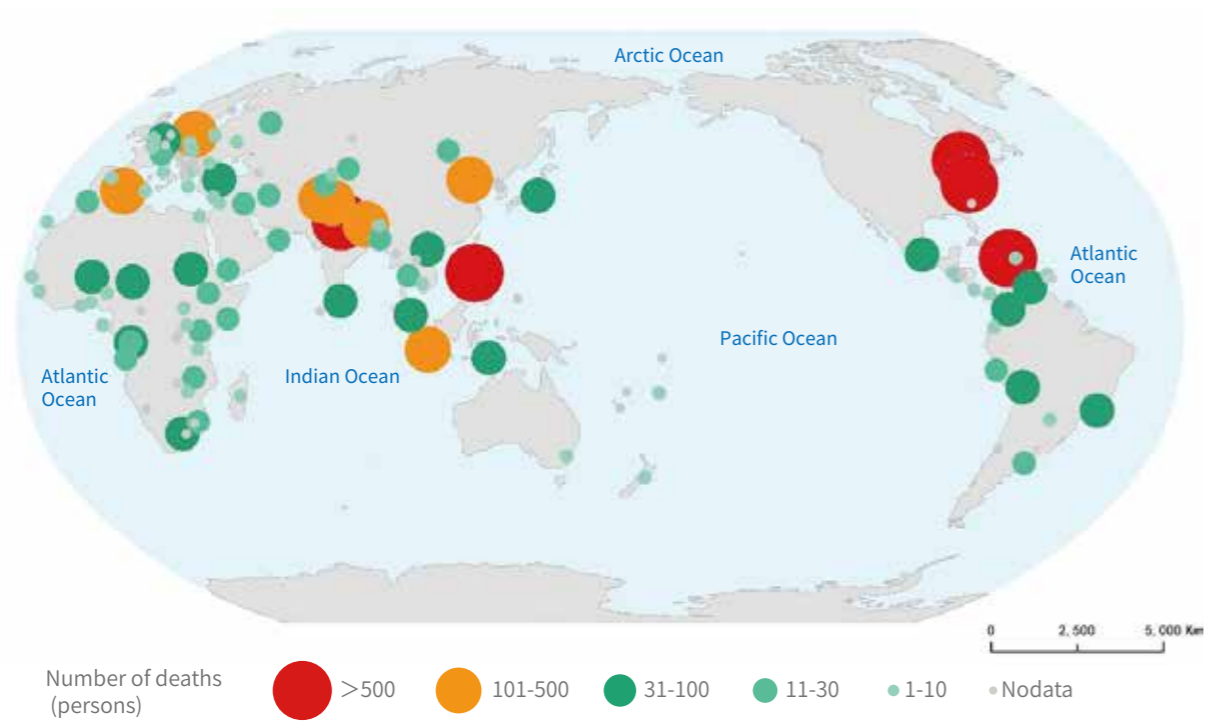 Arctic Ocean
Atlantic
Ocean
Pacific Ocean
Indian Ocean
Atlantic
Ocean
0 2,500 5,000 Km
Number of deaths
(persons)
>500
101-500
31-100
11-30
1-10
Nodata